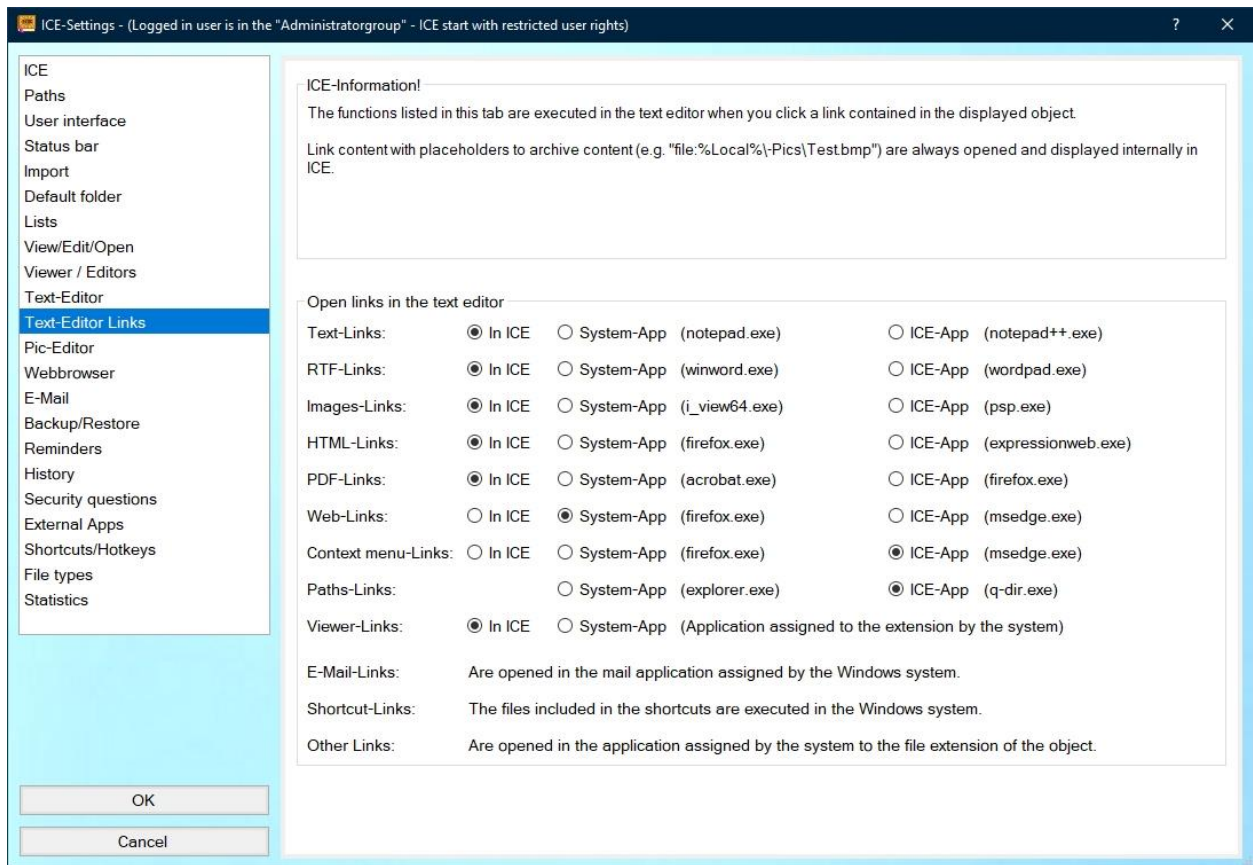 ICE-Settings - (Logged in user is in the "Administratorgroup" - ICE start with restricted user rights)
ICE
Paths
User interface
Status bar
Import
Default folder
Lists
View/Edit/Open
Viewer / Editors
Text-Editor
Text-Editor Links
Pic-Editor
Webbrowser
E-Mail
Backup/Restore
Reminders
History
Security questions
External Apps
Shortcuts/Hotkeys
File types
Statistics
OK
Cancel
ICE-Information!
The functions listed in this tab are executed in the text editor when you click a link contained in the displayed object.
Link content with placeholders to archive content (e.g. "file:%Local%\-Pics\Test.bmp") are always opened and displayed internally in
ICE.
Open links in the text editor
Text-Links: In ICE System-App (notepad.exe) ICE-App (notepad++.exe)
RTF-Links: In ICE System-App (winword.exe) ICE-App (wordpad.exe)
Images-Links: In ICE System-App (i_view64.exe) ICE-App (psp.exe)
HTML-Links: In ICE System-App (firefox.exe) ICE-App (expressionweb.exe)
PDF-Links: In ICE System-App (acrobat.exe) ICE-App (firefox.exe)
Web-Links: In ICE System-App (firefox.exe) ICE-App (msedge.exe)
Context menu-Links: In ICE System-App (firefox.exe) ICE-App (msedge.exe)
Paths-Links: System-App (explorer.exe) ICE-App (q-dir.exe)
Viewer-Links: In ICE System-App (Application assigned to the extension by the system)
E-Mail-Links: Are opened in the mail application assigned by the Windows system.
Shortcut-Links: The files included in the shortcuts are executed in the Windows system.
Other Links: Are opened in the application assigned by the system to the file extension of the object.